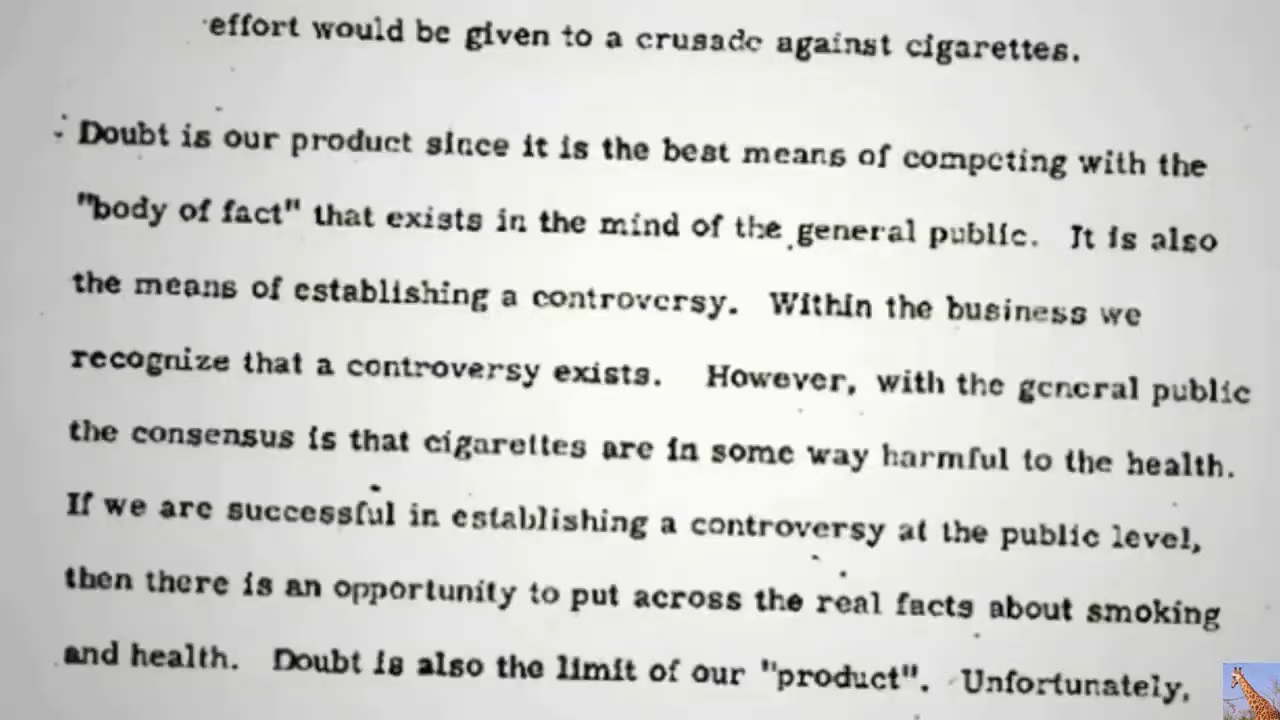 effort would be given to a crusade against cigarettes.
Doubt is our product since it is the best means of competing with the
"body of fact" that exists in the mind of the general public. It is also
the means of establishing a controversy. Within the business we
recognize that a controversy exists. However, with the general public
the consensus is that cigarettes are in some way harmful to the health.
If we are successful in establishing a controversy at the public level,
then there is an opportunity to put across the real facts about smoking
and health. Doubt is also the limit of our "product". Unfortunately,